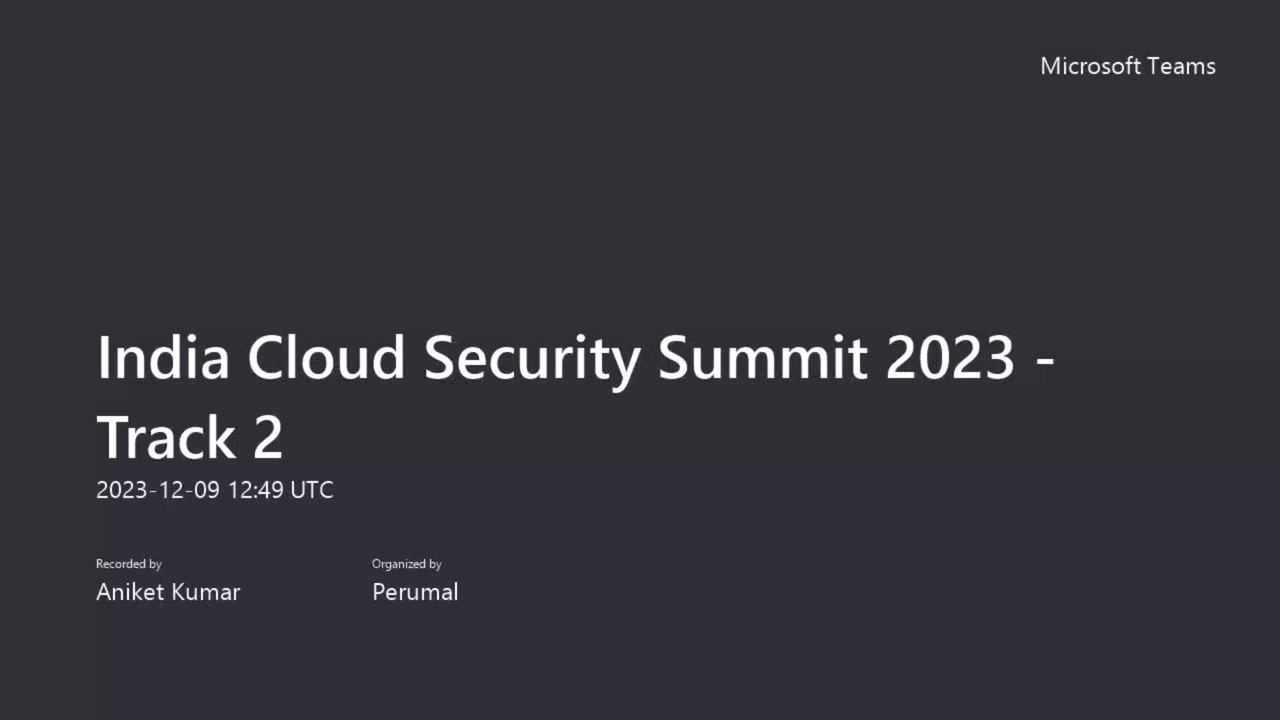 Microsoft Teams
India Cloud Security Summit 2023 -
Track 2
2023-12-09 12:49 UTC
Recorded by
Aniket Kumar
Organized by
Perumal